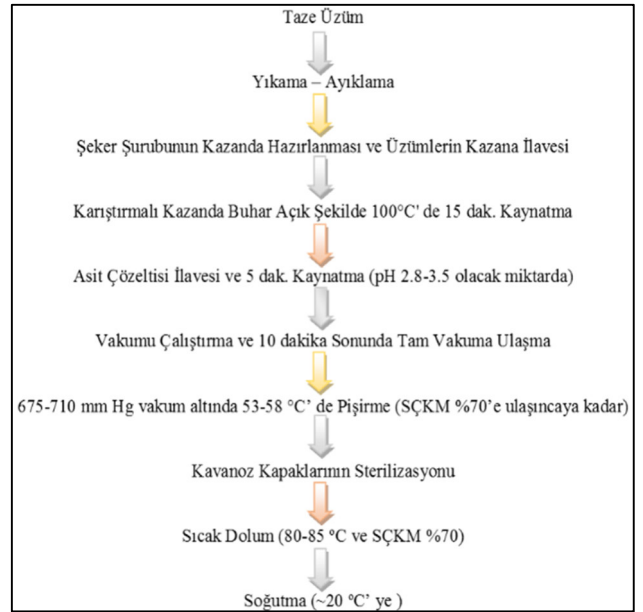 Taze Üzüm
Yıkama – Ayıklama
Şeker Şurubunun Kazanda Hazırlanması ve Üzümlerin Kazana İlavesi
Karıştırmalı Kazanda Buhar Açık Şekilde 100°C' de 15 dak. Kaynatma
Asit Çözeltisi İlavesi ve 5 dak. Kaynatma (pH 2.8-3.5 olacak miktarda)
Vakumu Çalıştırma ve 10 dakika Sonunda Tam Vakuma Ulaşma
675-710 mm Hg vakum altında 53-58 °C’ de Pişirme (SÇKM %70’e ulaşıncaya kadar)
Kavanoz Kapaklarının Sterilizasyonu
Sıcak Dolum (80-85 °C ve SÇKM %70)
Soğutma (~20 °C’ ye )